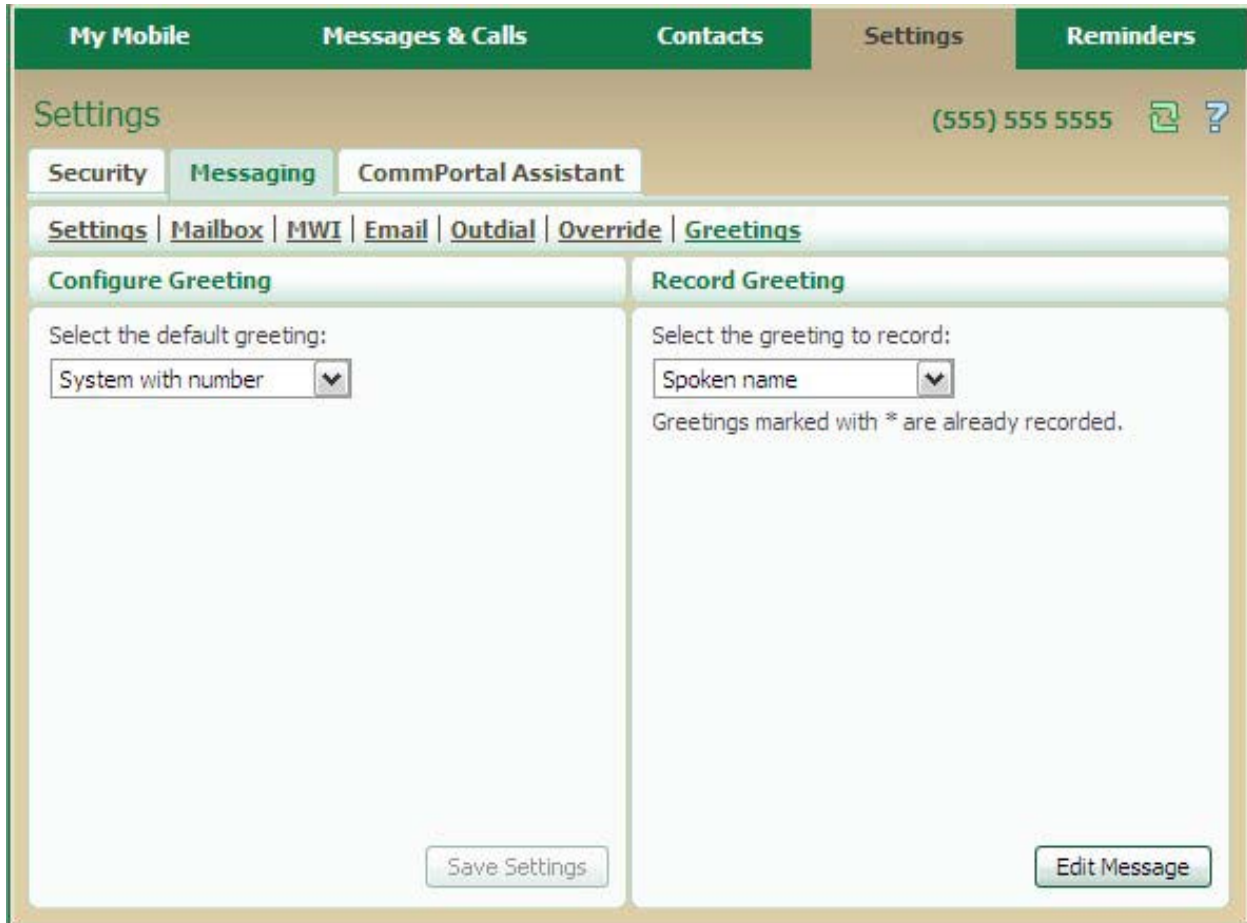 My Mobile Messages & Calls Contacts Settings Reminders
Settings (555) 555 5555 ?
Security Messaging CommPortal Assistant
Settings | Mailbox | MWI | Email | Outdial | Override | Greetings
Configure Greeting
Select the default greeting:
System with number
Save Settings
Record Greeting
Select the greeting to record:
Spoken name
Greetings marked with * are already recorded.
Edit Message